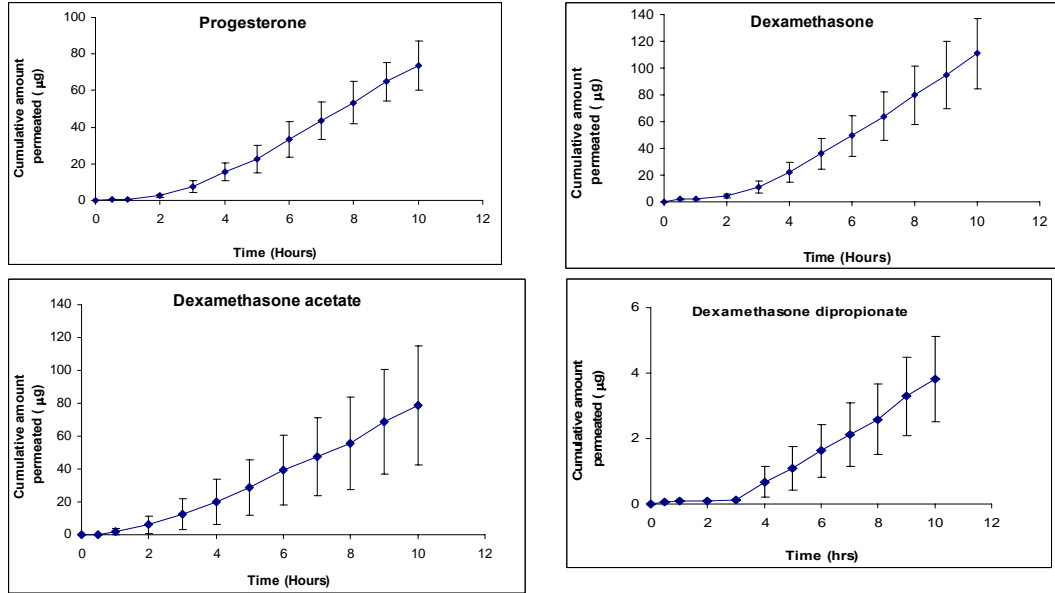 Progesterone
Cumulative amount
permeated ( µg)
100
80
60
40
20
0
0 2 4 6 8 10 12
Time (Hours)
Dexamethasone
Cumulative amount
permeated ( µg)
140
120
100
80
60
40
20
0
0 2 4 6 8 10 12
Time (Hours)
Dexamethasone acetate
Cumulative amount
permeated ( µg)
140
120
100
80
60
40
20
0
0 2 4 6 8 10 12
Time (Hours)
Dexamethasone dipropionate
Cumulative amount
permeated (µg)
6
4
2
0
0 2 4 6 8 10 12
Time (hrs)